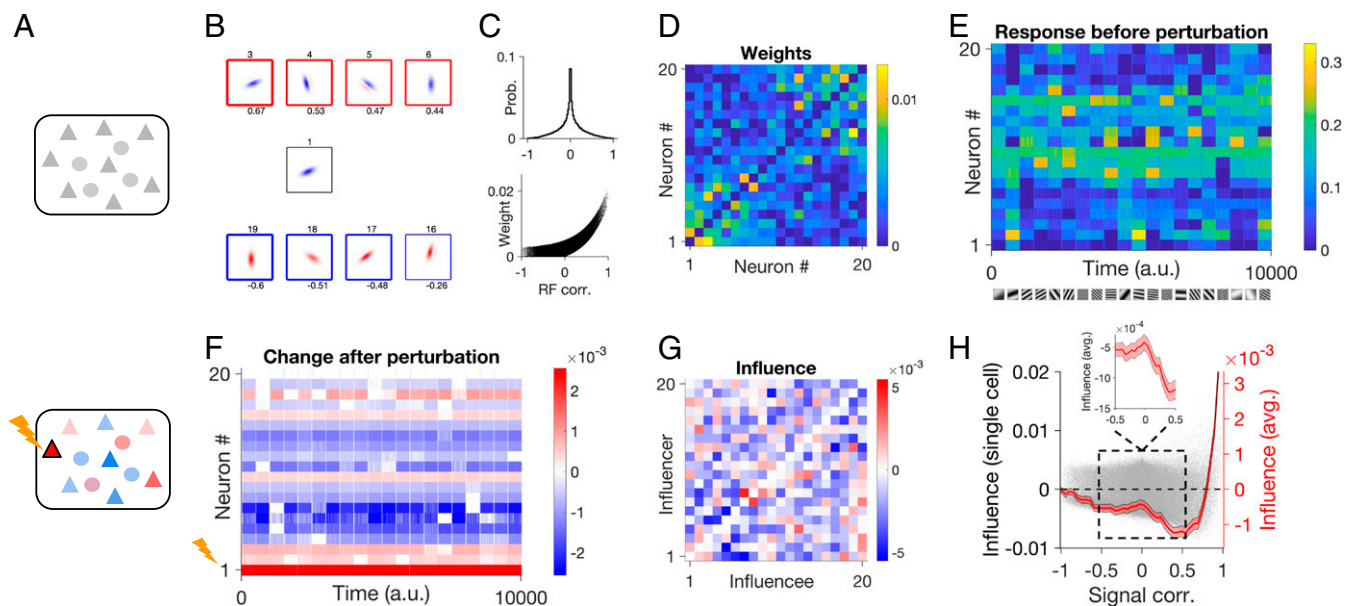 A
B
3
4
5
6
0.67
0.53
0.47
0.44
1
19
18
17
16
-0.6
-0.51
-0.48
-0.26
C
0.1
Prob.
0
-1
0
1
0.02
Weight
0
-1
0
1
RF corr.
D
Weights
20
Neuron #
1
1
Neuron #
20
0.01
0
E
Response before perturbation
20
Neuron #
1
0
Time (a.u.)
10000
0.3
0.2
0.1
0
F
Change after perturbation
20
Neuron #
1
0
Time (a.u.)
10000
×10⁻³
2
1
0
-1
-2
G
Influence
20
Influencer
1
1
Influencee
20
5 ×10⁻³
0
-5
H
×10⁻⁴
Influence (avg.)
-5
-10
-15
-0.5
0
0.5
0.02
0.01
0
-0.01
Influence (single cell)
-1
-0.5
0
0.5
1
Signal corr.
×10⁻³
3
2
1
0
-1
Influence (avg.)